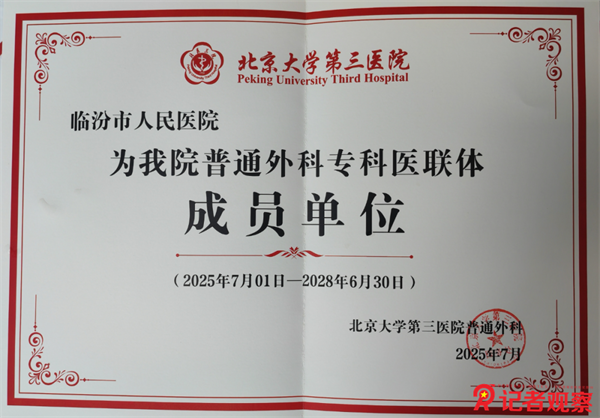 北京大学第三医院
Peking University Third Hospital
临汾市人民医院
为我院普通外科专科医联体
成员单位
（2025年7月01日—2028年6月30日）
北京大学第三医院普通外科
2025年7月
记者观察